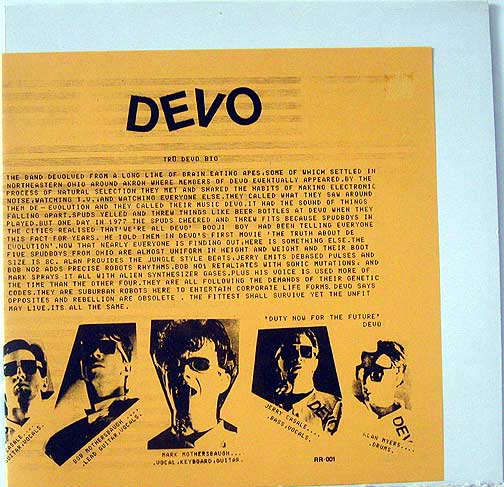 DEVO
TRŪ DEVO BIO
THE BAND DEVOLVED FROM A LONG LINE OF BRAIN EATING APES.SOME OF WHICH SETTLED IN
NORTHEASTERN OHIO AROUND AKRON WHERE MEMBERS OF DEVO EVENTUALLY APPEARED.BY THE
PROCESS OF NATURAL SELECTION THEY MET AND SHARED THE HABITS OF MAKING ELECTRONIC
NOISE,WATCHING T.V.,AND WATCHING EVERYONE ELSE.THEY CALLED WHAT THEY SAW AROUND
THEM DE - EVOLUTION AND THEY CALLED THEIR MUSIC DEVO.IT HAD THE SOUND OF THINGS
FALLING APART.SPUDS YELLED AND THREW THINGS LIKE BEER BOTTLES AT DEVO WHEN THEY
PLAYED.BUT ONE DAY IN 1977 THE SPUDS CHEERED AND THREW FITS BECAUSE SPUDBOYS IN
THE CITIES REALISED THAT'WE'RE ALL DEVO' BOOJI BOY HAD BEEN TELLING EVERYONE
THIS FACT FOR YEARS. HE TOLD THEM IN DEVO'S FIRST MOVIE 'THE TRUTH ABOUT DE
EVOLUTION'.NOW THAT NEARLY EVERYONE IS FINDING OUT,HERE IS SOMETHING ELSE.THE
FIVE SPUDBOYS FROM OHIO ARE ALMOST UNIFORM IN HEIGHT AND WEIGHT AND THEIR BOOT
SIZE IS 8C. ALAN PROVIDES THE JUNGLE STYLE BEATS.JERRY EMITS DEBASED PULSES AND
BOB NO2 ADDS PRECISE ROBOTS RHYTHMS.BOB NO1 RETALIATES WITH SONIC MUTATIONS. AND
MARK SPRAYS IT ALL WITH ALIEN SYNTHESIZER GASES.PLUS HIS VOICE IS USED MORE OF
THE TIME THAN THE OTHER FOUR.THEY ARE ALL FOLLOWING THE DEMANDS OF THEIR GENETIC
CODES.THEY ARE SUBURBAN ROBOTS HERE TO ENTERTAIN CORPORATE LIFE FORMS.DEVO SAYS
OPPOSITES AND REBELLION ARE OBSOLETE . THE FITTEST SHALL SURVIVE YET THE UNFIT
MAY LIVE.ITS ALL THE SAME.
'DUTY NOW FOR THE FUTURE'
DEVO
CASALE....
GUITAR,VOCALS.
BOB MOTHERSBAUGH....
.LEAD GUITAR,VOCALS.
MARK MOTHERSBAUGH...
.VOCAL,KEYBOARD,GUITAR.
JERRY CASALE....
.BASS,VOCALS.
DEVO
ALAN MYERS....
.DRUMS.
DEV
RR-001